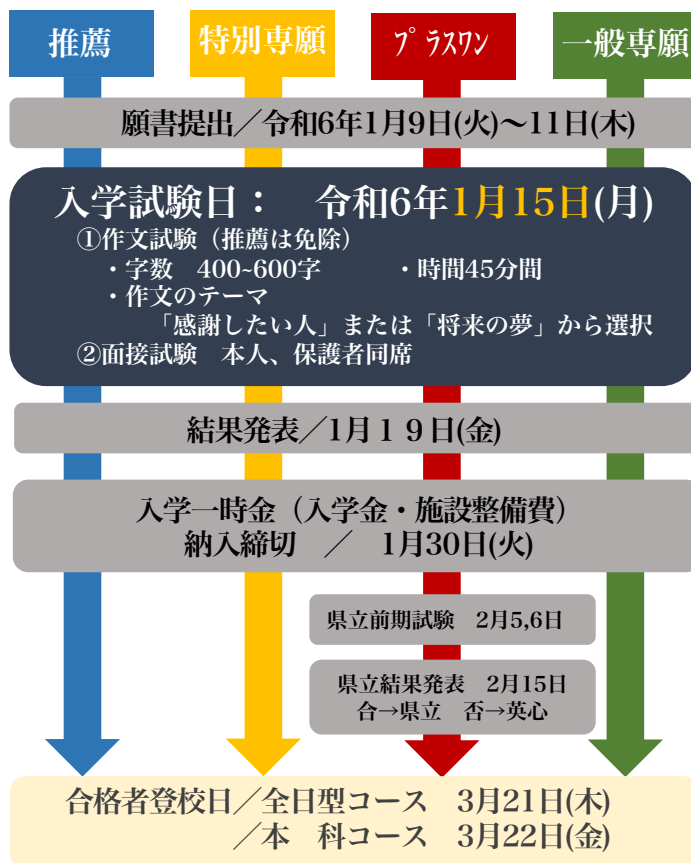 推薦
特別専願
ﾌﾟﾗｽﾜﾝ
一般専願
願書提出／令和6年1月9日(火)～11日(木)
入学試験日：　令和6年1月15日(月)
①作文試験（推薦は免除）
・字数　400~600字　　　・時間45分間
・作文のテーマ
「感謝したい人」または「将来の夢」から選択
②面接試験　本人、保護者同席
結果発表／1月１９日(金)
入学一時金（入学金・施設整備費）
納入締切　／　1月30日(火)
県立前期試験　2月5,6日
県立結果発表　2月15日
合→県立　否→英心
合格者登校日／全日型コース　3月21日(木)
／本　科コース　3月22日(金)